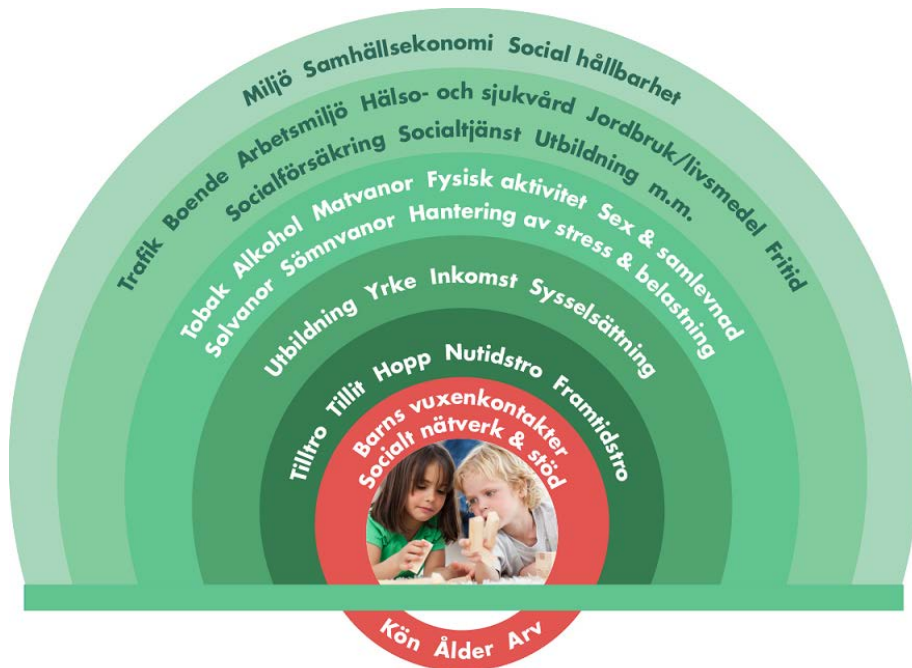 Miljö Samhällsekonomi Social hållbarhet
Trafik Boende Arbetsmiljö Hälso- och sjukvård Jordbruk/livsmedel Fritid
Socialförsäkring Socialtjänst Utbildning m.m.
Tobak Alkohol Matvanor Fysisk aktivitet Sex & samlevnad
Solvanor Sömnvanor Hantering av stress & belastning
Utbildning Yrke Inkomst Sysselsättning
Tilltro Tillit Hopp Nutidstro Framtidstro
Barns vuxenkontakter
Socialt nätverk & stöd
Kön Ålder Arv